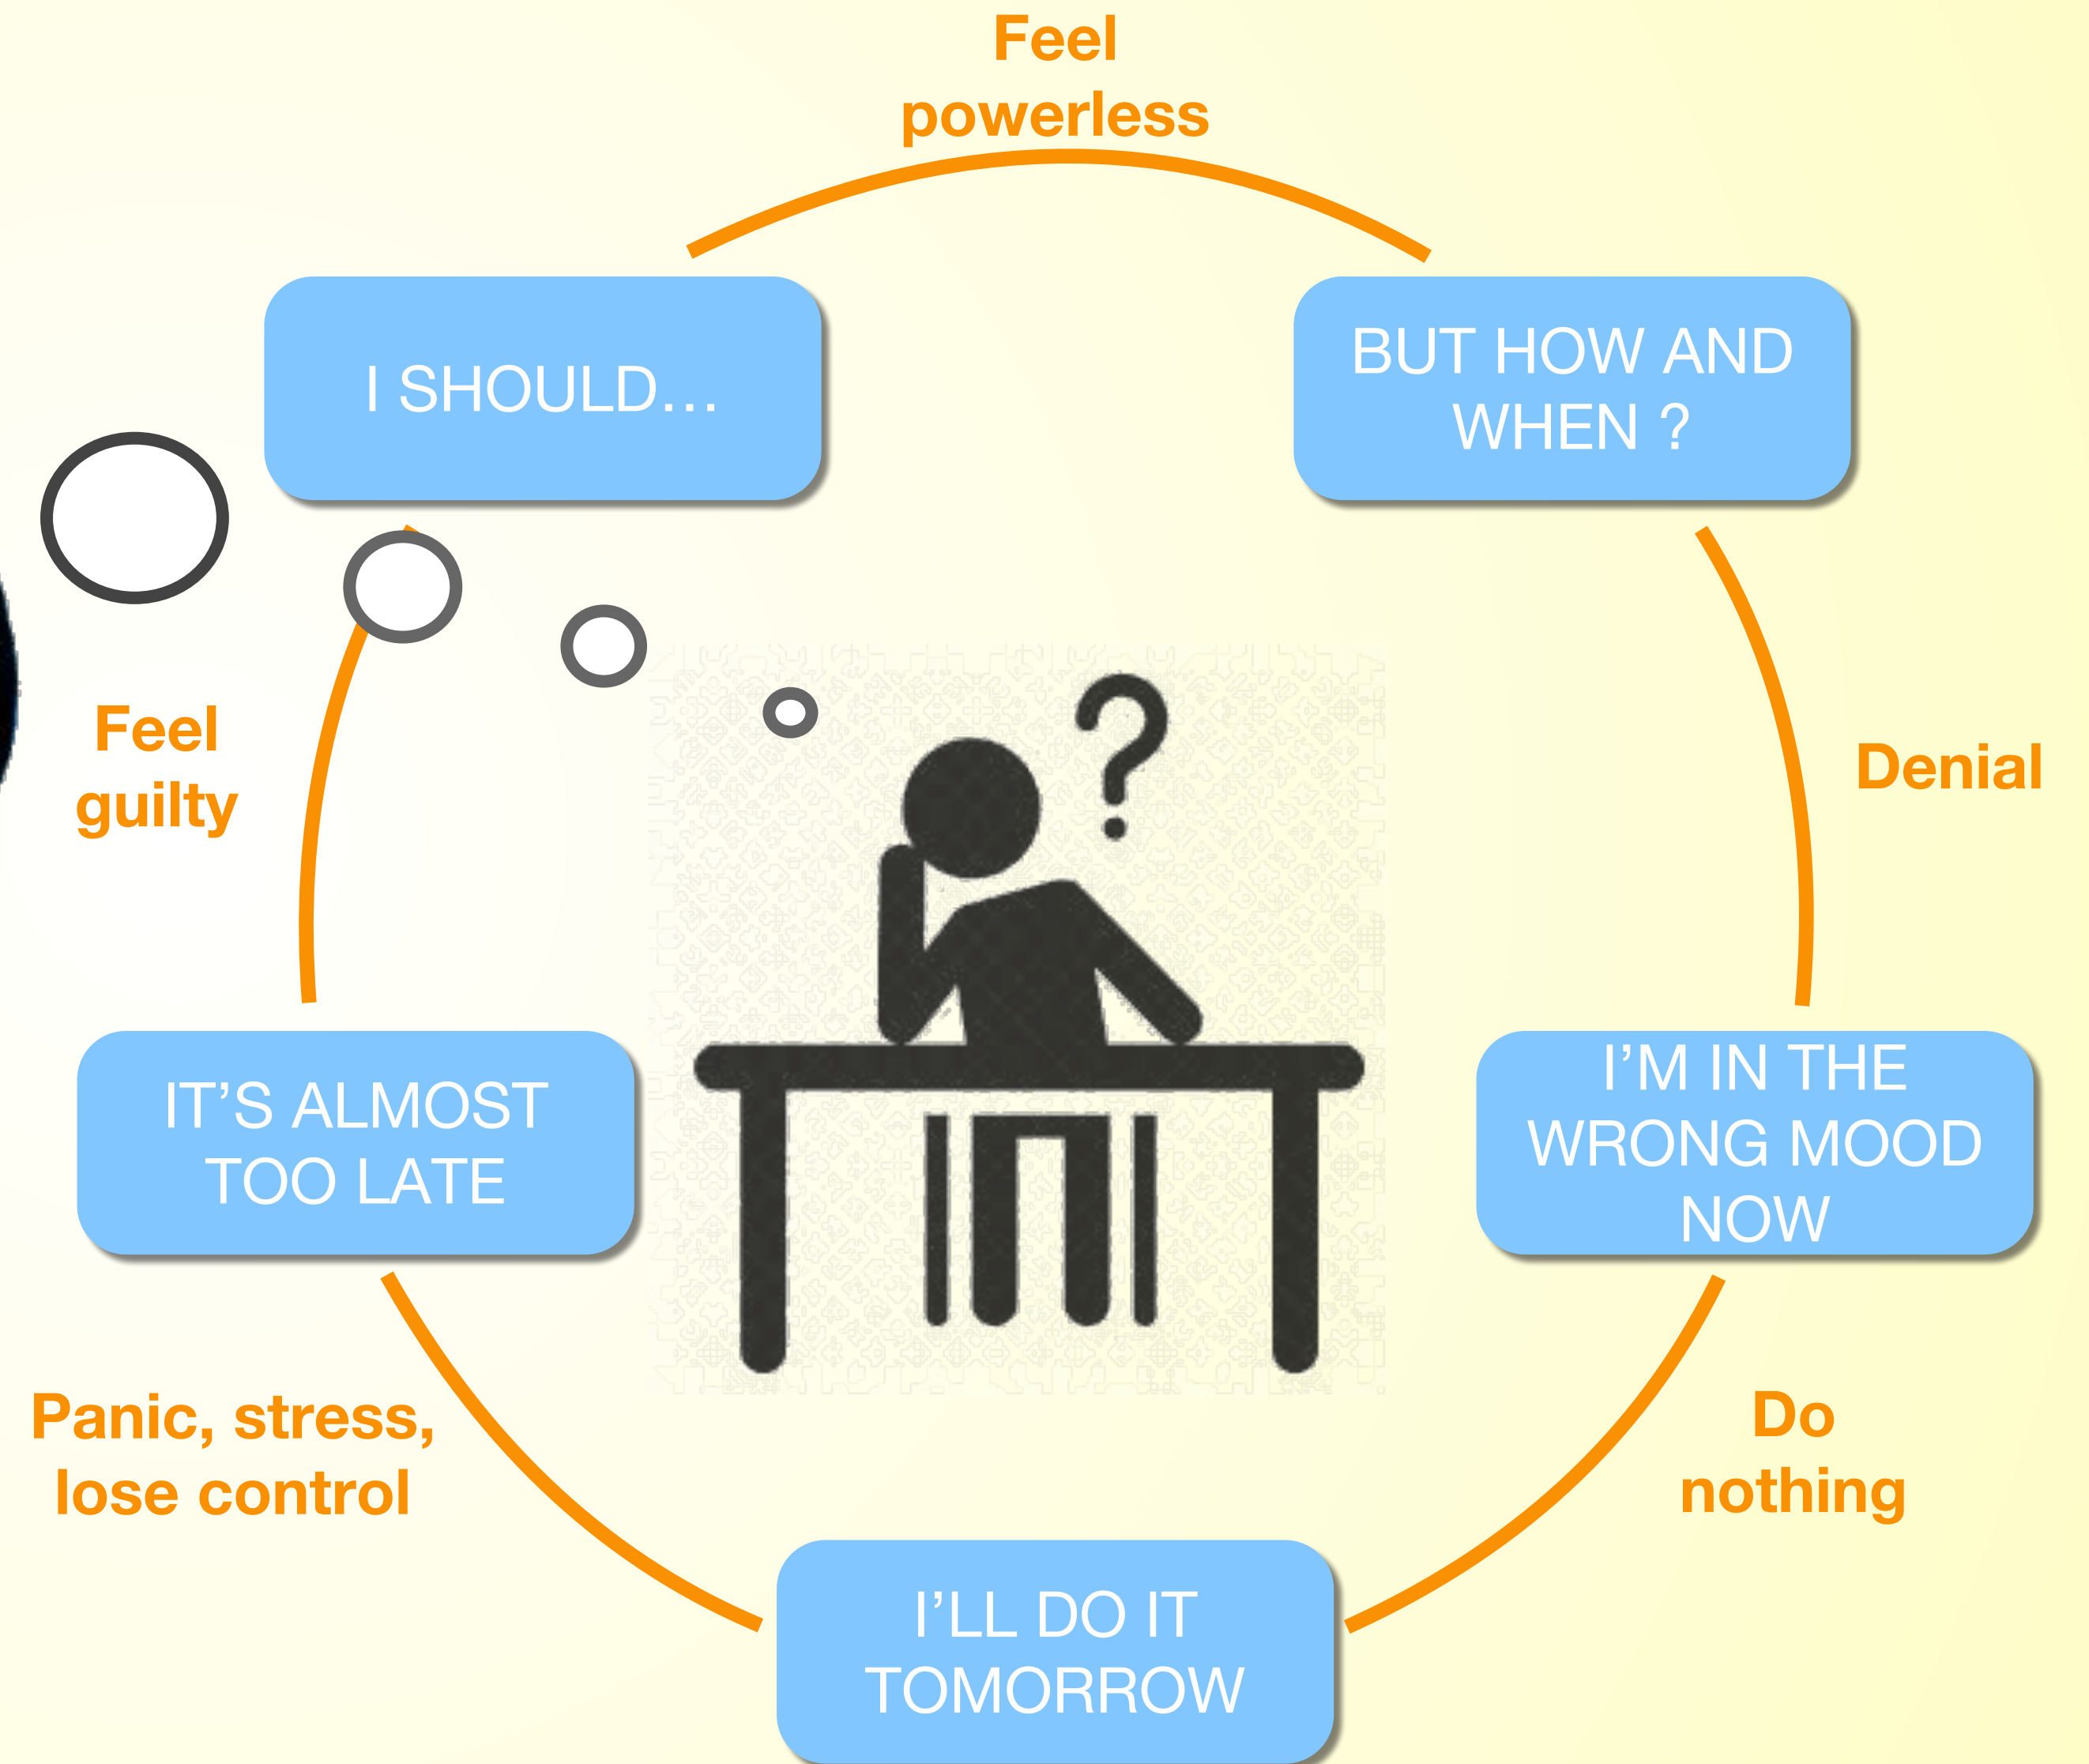 Feel
powerless
I SHOULD…
BUT HOW AND
WHEN ?
?
Feel
guilty
Denial
IT’S ALMOST
TOO LATE
I’M IN THE
WRONG MOOD
NOW
Panic, stress,
lose control
Do
nothing
I’LL DO IT
TOMORROW